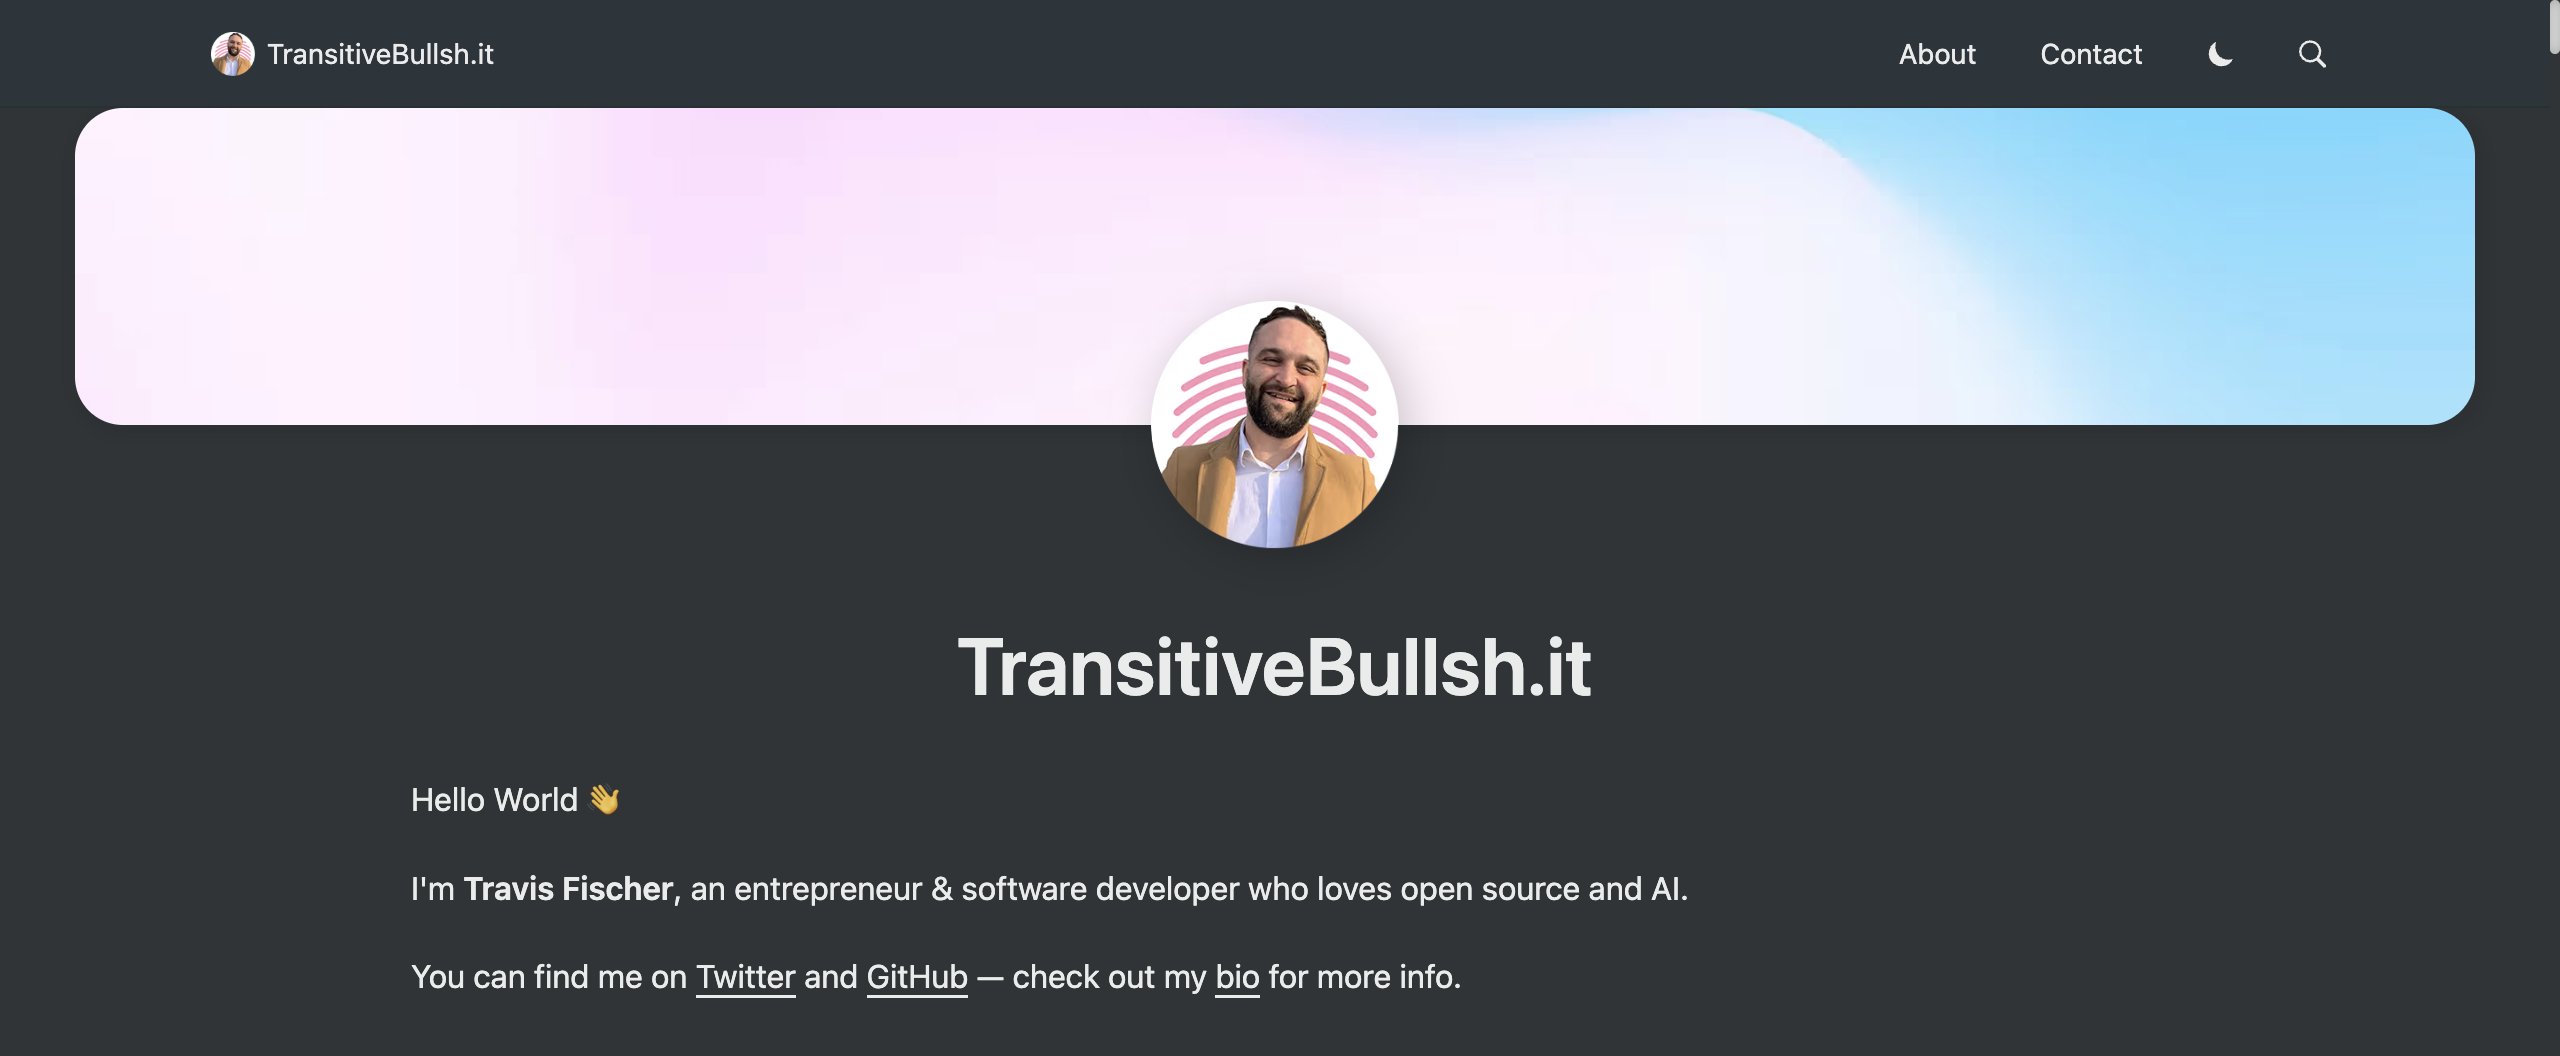 TransitiveBullsh.it
About
Contact
TransitiveBullsh.it
Hello World 👋
I'm Travis Fischer, an entrepreneur & software developer who loves open source and AI.
You can find me on Twitter and GitHub — check out my bio for more info.